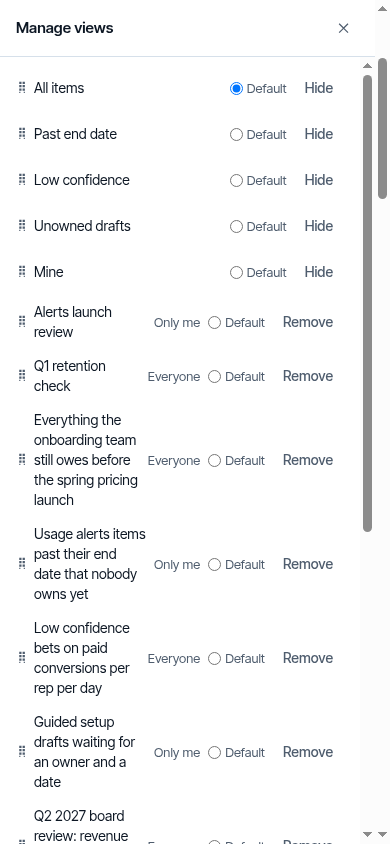 Manage views
All items Default Hide
Past end date Default Hide
Low confidence Default Hide
Unowned drafts Default Hide
Mine Default Hide
Alerts launch
review
Only me Default Remove
Q1 retention
check
Everyone Default Remove
Everything the
onboarding team
still owes before
the spring pricing
launch
Everyone Default Remove
Usage alerts items
past their end
date that nobody
owns yet
Only me Default Remove
Low confidence
bets on paid
conversions per
rep per day
Everyone Default Remove
Guided setup
drafts waiting for
an owner and a
date
Only me Default Remove
Q2 2027 board
review: revenue